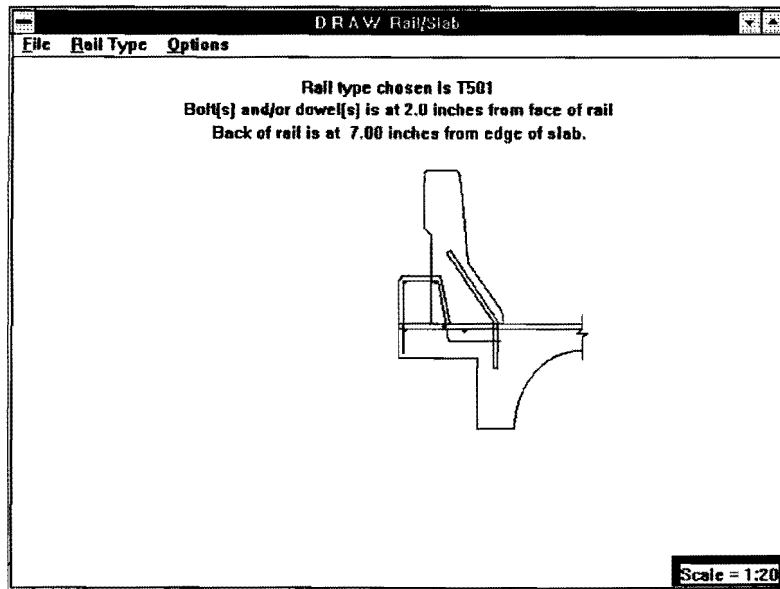 DRAW Rail/Slab
File Rail Type Options
Rail type chosen is T501
Bolt(s) and/or dowel(s) is at 2.0 inches from face of rail
Back of rail is at 7.00 inches from edge of slab.
Scale = 1:20